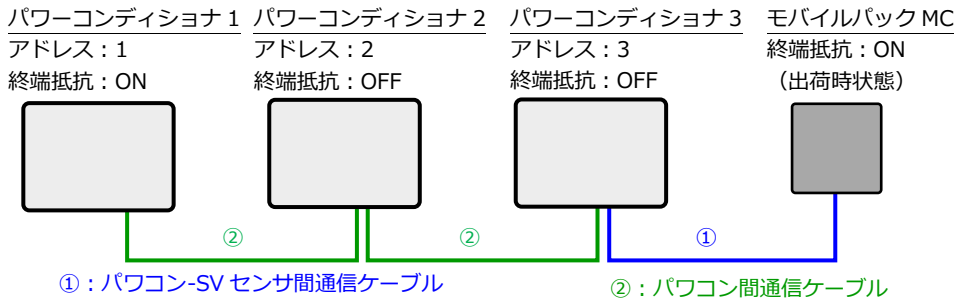 パワーコンディショナ 1 パワーコンディショナ 2 パワーコンディショナ 3 モバイルパック MC
アドレス：1 アドレス：2 アドレス：3 終端抵抗：ON
終端抵抗：ON 終端抵抗：OFF 終端抵抗：OFF （出荷時状態）
② ② ①
①：パワコン-SV センサ間通信ケーブル ②：パワコン間通信ケーブル